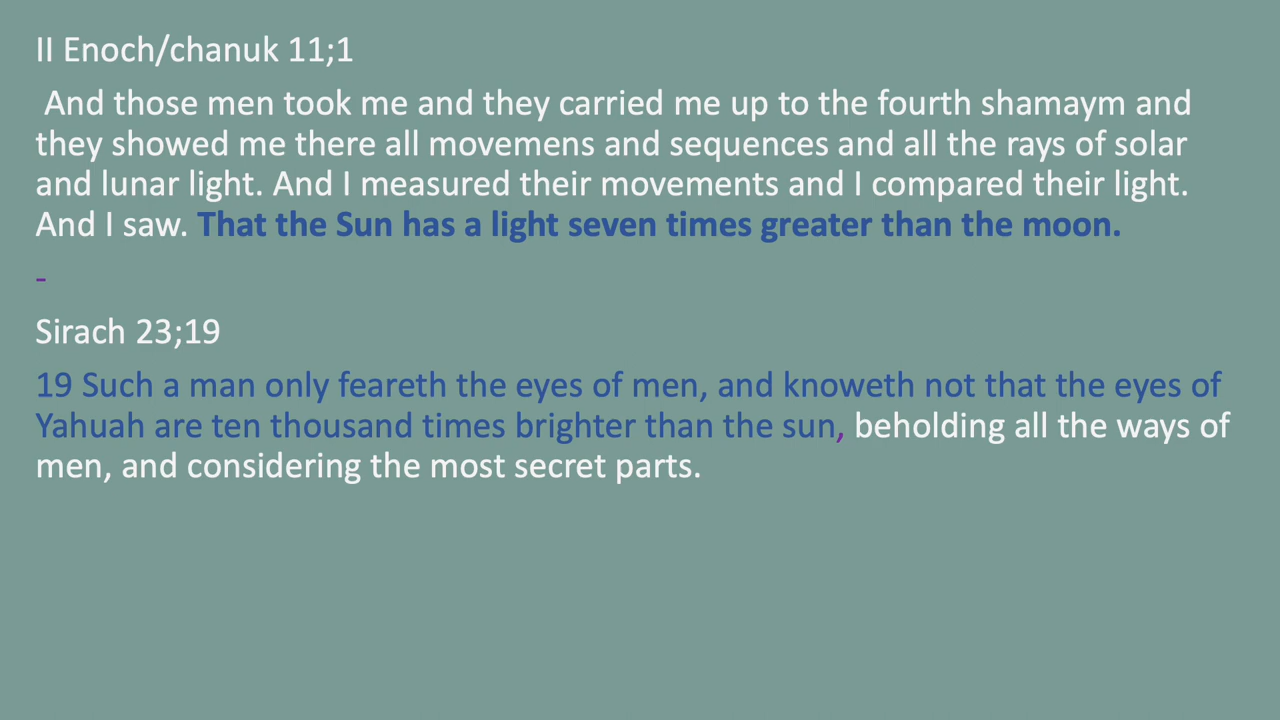 II Enoch/chanuk 11;1
And those men took me and they carried me up to the fourth shamaym and
they showed me there all movemens and sequences and all the rays of solar
and lunar light. And I measured their movements and I compared their light.
And I saw. That the Sun has a light seven times greater than the moon.
-
Sirach 23;19
19 Such a man only feareth the eyes of men, and knoweth not that the eyes of
Yahuah are ten thousand times brighter than the sun, beholding all the ways of
men, and considering the most secret parts.